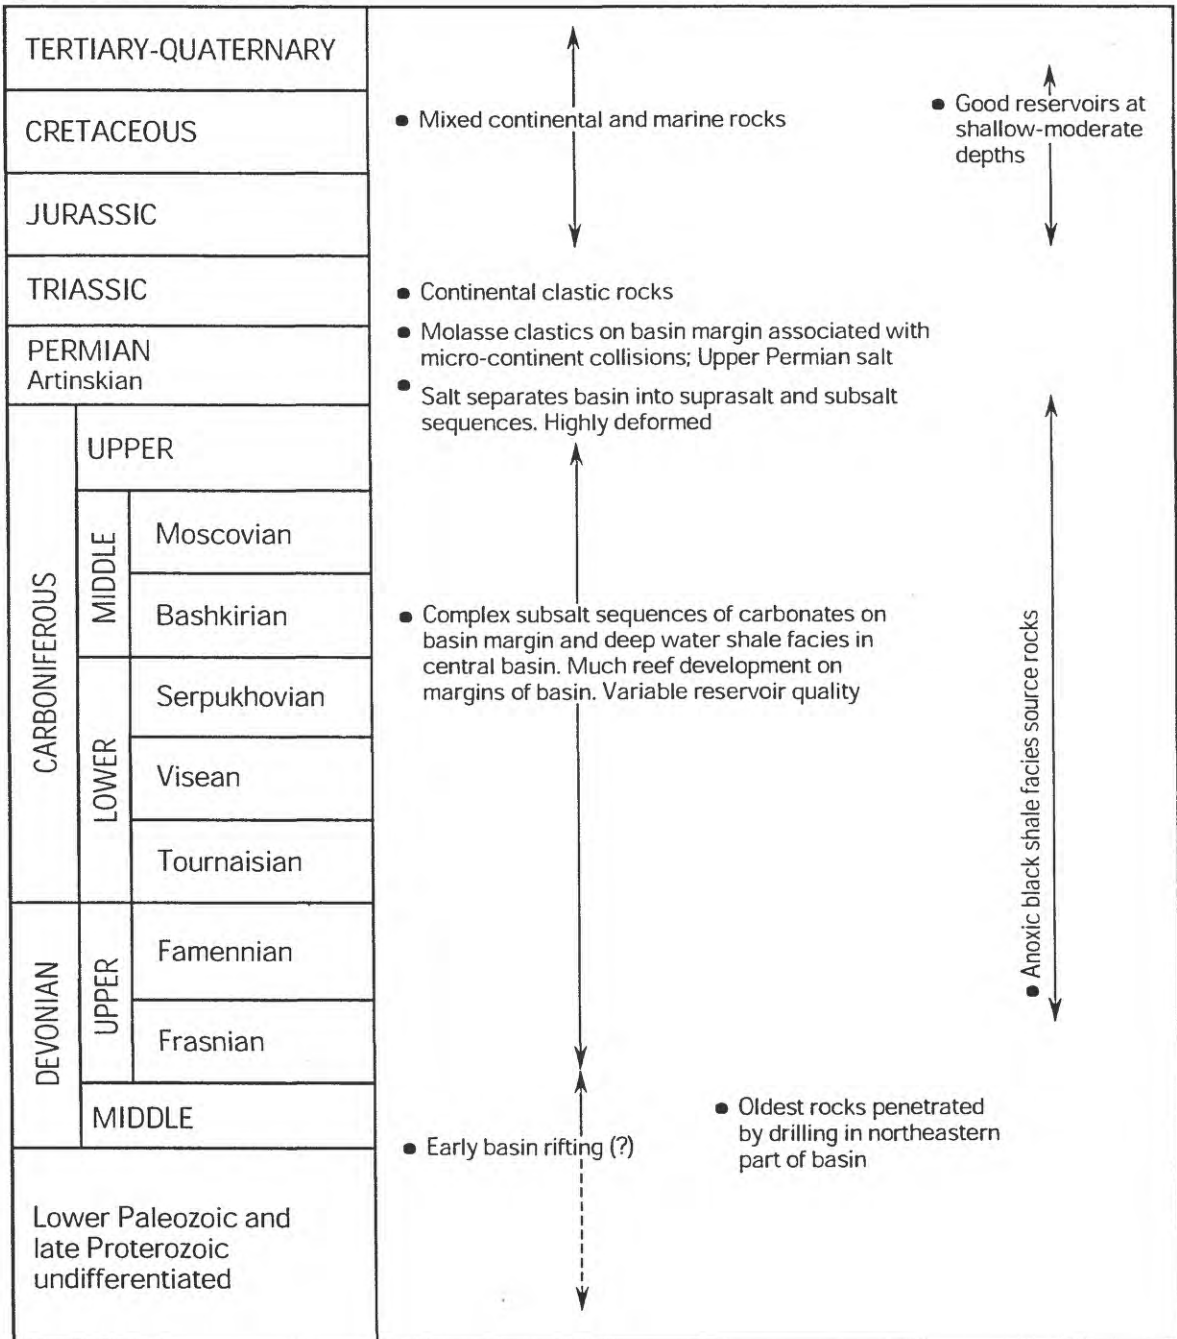 TERTIARY-QUATERNARY
CRETACEOUS
JURASSIC
TRIASSIC
PERMIAN
Artinskian
CARBONIFEROUS
UPPER
MIDDLE
Moscovian
Bashkirian
LOWER
Serpukhovian
Visean
Tournaisian
DEVONIAN
UPPER
Famennian
Frasnian
MIDDLE
Lower Paleozoic and
late Proterozoic
undifferentiated
• Mixed continental and marine rocks
• Continental clastic rocks
• Molasse clastics on basin margin associated with
micro-continent collisions; Upper Permian salt
• Salt separates basin into suprasalt and subsalt
sequences. Highly deformed
• Complex subsalt sequences of carbonates on
basin margin and deep water shale facies in
central basin. Much reef development on
margins of basin. Variable reservoir quality
• Early basin rifting (?)
• Good reservoirs at
shallow-moderate
depths
• Anoxic black shale facies source rocks
• Oldest rocks penetrated
by drilling in northeastern
part of basin